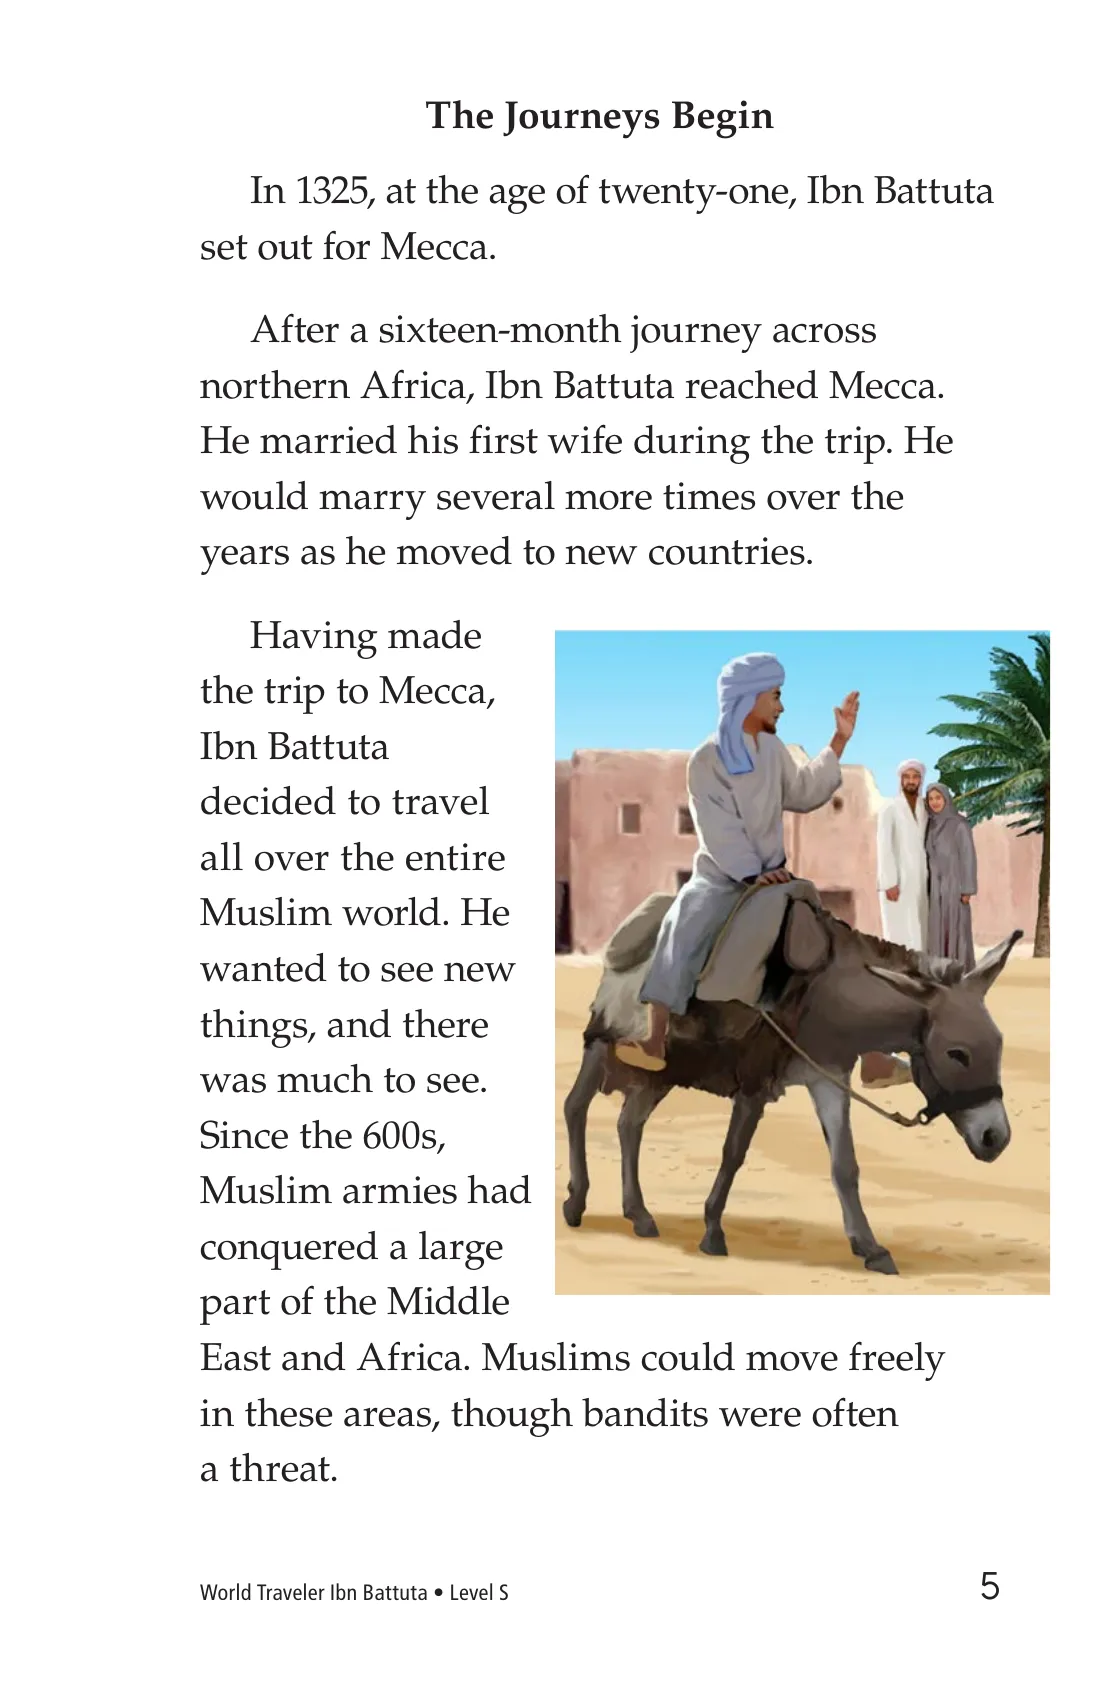 The Journeys Begin
In 1325, at the age of twenty-one, Ibn Battuta
set out for Mecca.
After a sixteen-month journey across
northern Africa, Ibn Battuta reached Mecca.
He married his first wife during the trip. He
would marry several more times over the
years as he moved to new countries.
Having made
the trip to Mecca,
Ibn Battuta
decided to travel
all over the entire
Muslim world. He
wanted to see new
things, and there
was much to see.
Since the 600s,
Muslim armies had
conquered a large
part of the Middle
East and Africa. Muslims could move freely
in these areas, though bandits were often
a threat.
World Traveler Ibn Battuta • Level S
5